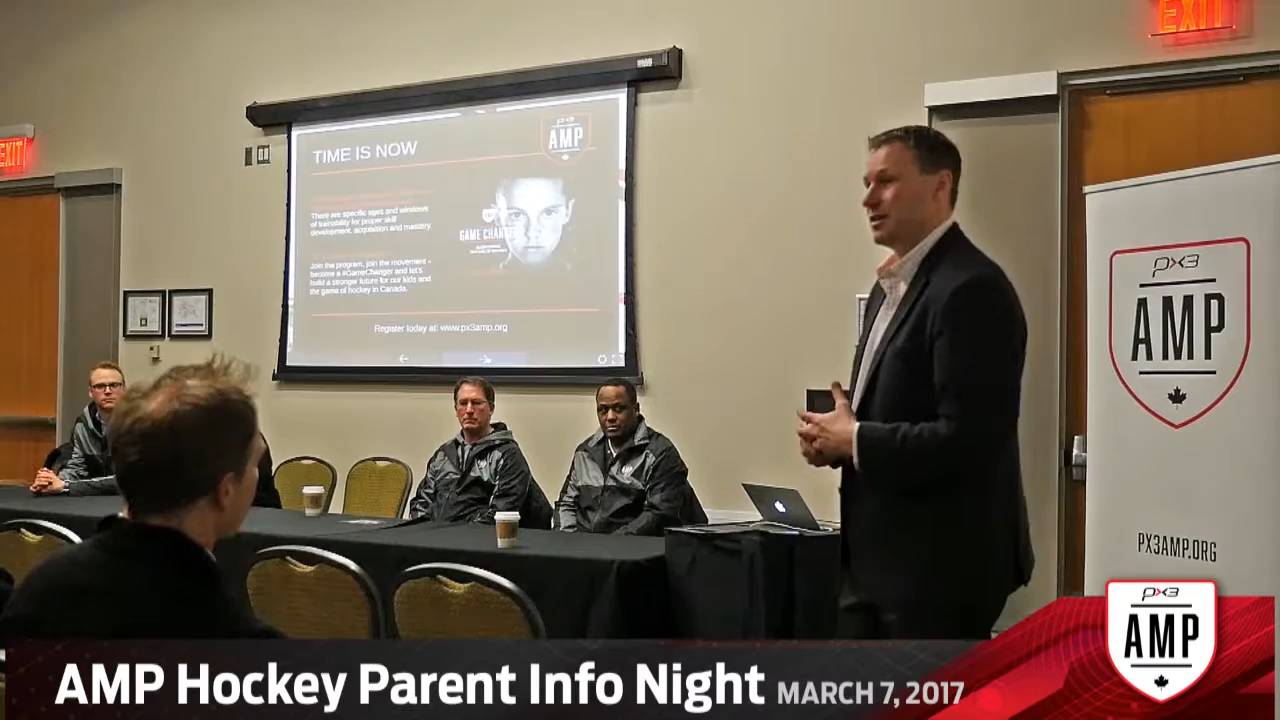 EXIT
EXIT
PX3
AMP
TIME IS NOW
There are specific ages and windows
of trainability for proper skill
development, acquisition and mastery
GAME CHANGER
Join the program, join the movement -
become a #GameChanger and let's
build a stronger future for our kids and
the game of hockey in Canada.
Register today at: www.px3amp.org
PX3
AMP
PX3AMP.ORG
PX3
AMP
AMP Hockey Parent Info Night MARCH 7, 2017